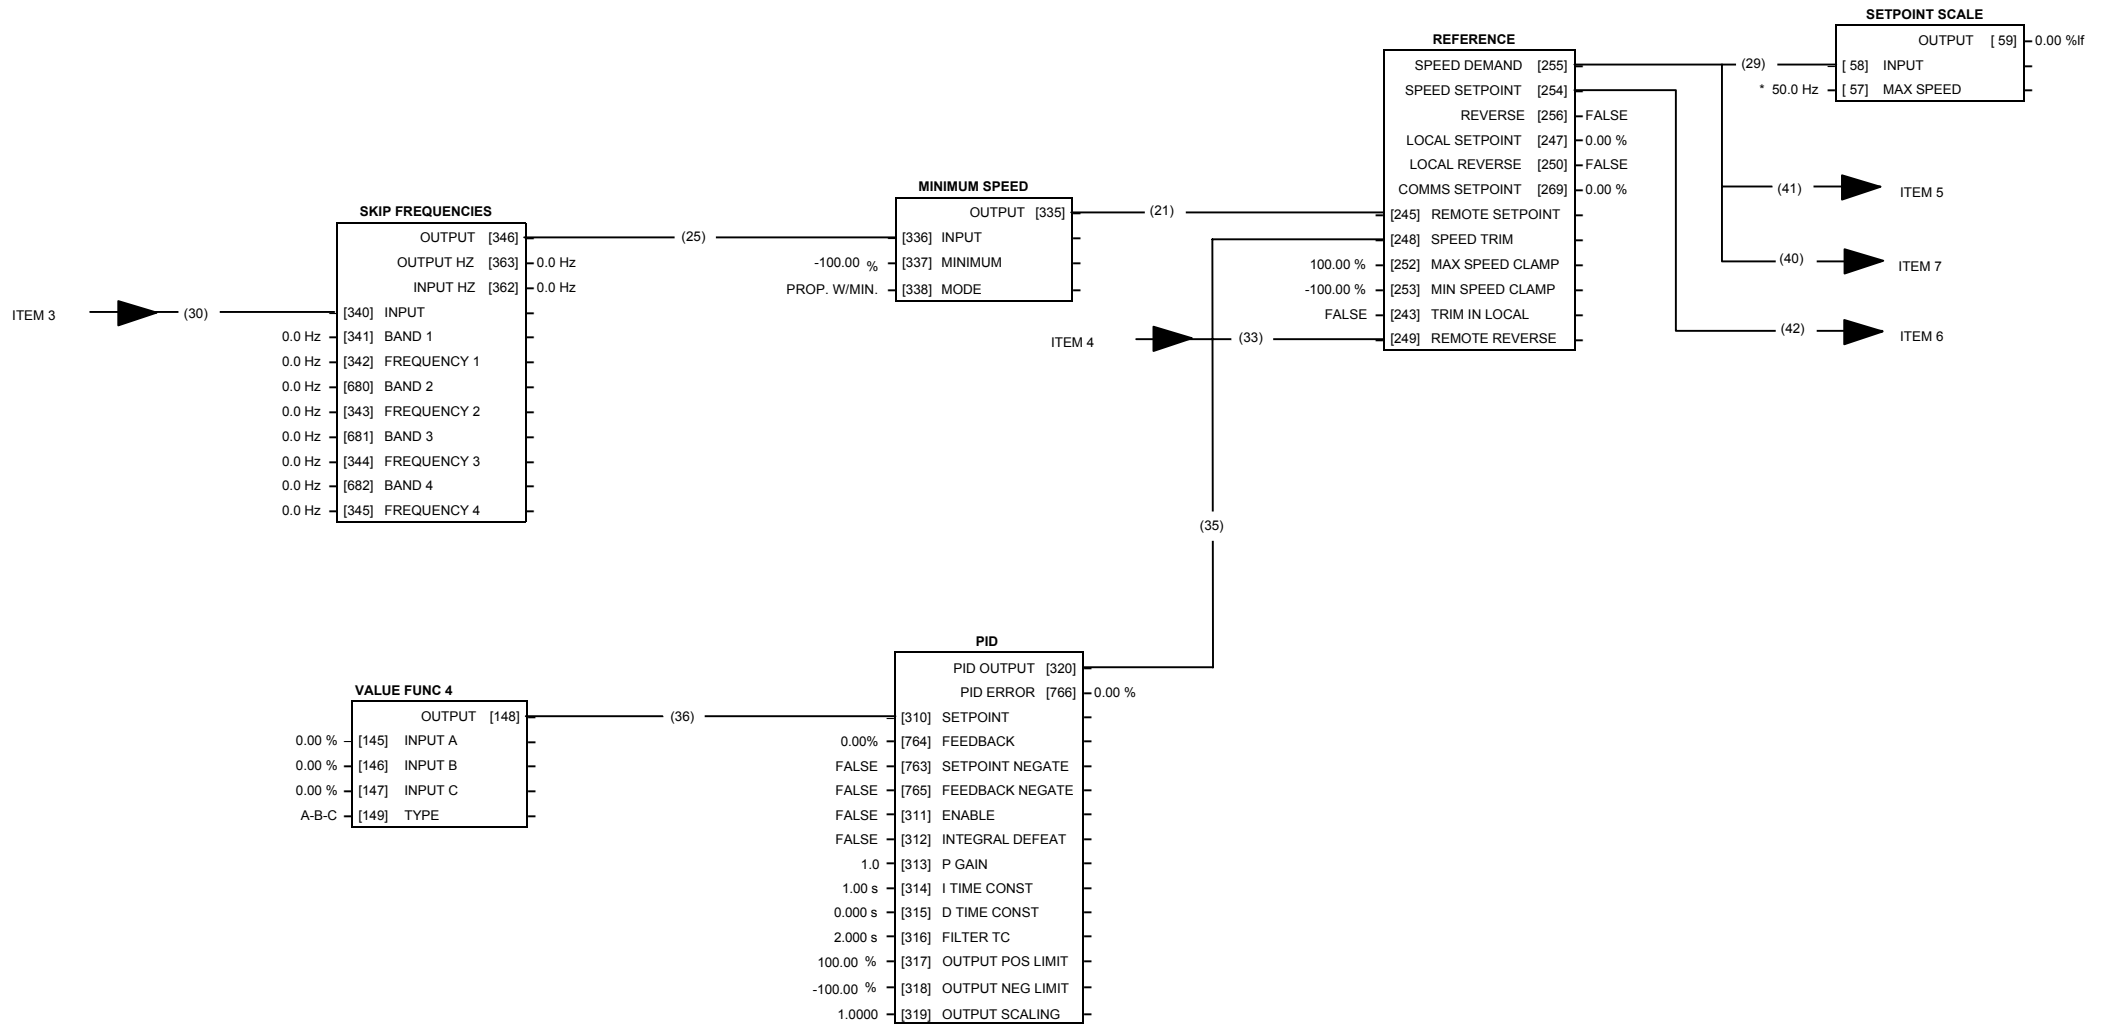 SETPOINT SCALE
OUTPUT [ 59] 0.00 %lf
(29) [ 58] INPUT
* 50.0 Hz [ 57] MAX SPEED
REFERENCE
SPEED DEMAND [255]
SPEED SETPOINT [254]
REVERSE [256] FALSE
LOCAL SETPOINT [247] 0.00 %
LOCAL REVERSE [250] FALSE
COMMS SETPOINT [269] 0.00 %
[245] REMOTE SETPOINT
[248] SPEED TRIM
100.00 % [252] MAX SPEED CLAMP
-100.00 % [253] MIN SPEED CLAMP
FALSE [243] TRIM IN LOCAL
ITEM 4 (33) [249] REMOTE REVERSE
(41) ITEM 5
(40) ITEM 7
(42) ITEM 6
MINIMUM SPEED
OUTPUT [335] (21)
[336] INPUT
-100.00 % [337] MINIMUM
PROP. W/MIN. [338] MODE
SKIP FREQUENCIES
OUTPUT [346] (25)
OUTPUT HZ [363] 0.0 Hz
INPUT HZ [362] 0.0 Hz
ITEM 3 (30) [340] INPUT
0.0 Hz [341] BAND 1
0.0 Hz [342] FREQUENCY 1
0.0 Hz [680] BAND 2
0.0 Hz [343] FREQUENCY 2
0.0 Hz [681] BAND 3
0.0 Hz [344] FREQUENCY 3
0.0 Hz [682] BAND 4
0.0 Hz [345] FREQUENCY 4
(35)
PID
PID OUTPUT [320]
PID ERROR [766] 0.00 %
[310] SETPOINT
0.00% [764] FEEDBACK
FALSE [763] SETPOINT NEGATE
FALSE [765] FEEDBACK NEGATE
FALSE [311] ENABLE
FALSE [312] INTEGRAL DEFEAT
1.0 [313] P GAIN
1.00 s [314] I TIME CONST
0.000 s [315] D TIME CONST
2.000 s [316] FILTER TC
100.00 % [317] OUTPUT POS LIMIT
-100.00 % [318] OUTPUT NEG LIMIT
1.0000 [319] OUTPUT SCALING
VALUE FUNC 4
OUTPUT [148] (36)
0.00 % [145] INPUT A
0.00 % [146] INPUT B
0.00 % [147] INPUT C
A-B-C [149] TYPE